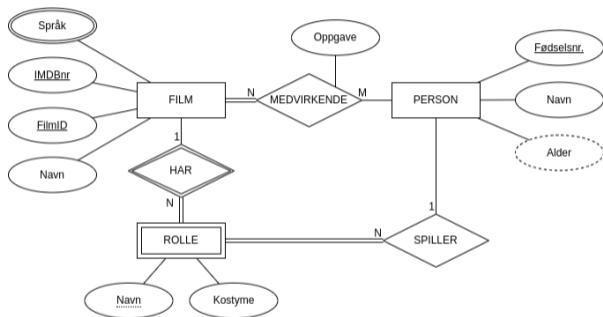 Språk
Oppgave
Fødselsnr.
IMDBnr
FILM
N
MEDVIRKENDE
M
PERSON
Navn
FilmID
1
Alder
Navn
HAR
N
1
ROLLE
N
SPILLER
Navn
Kostyme